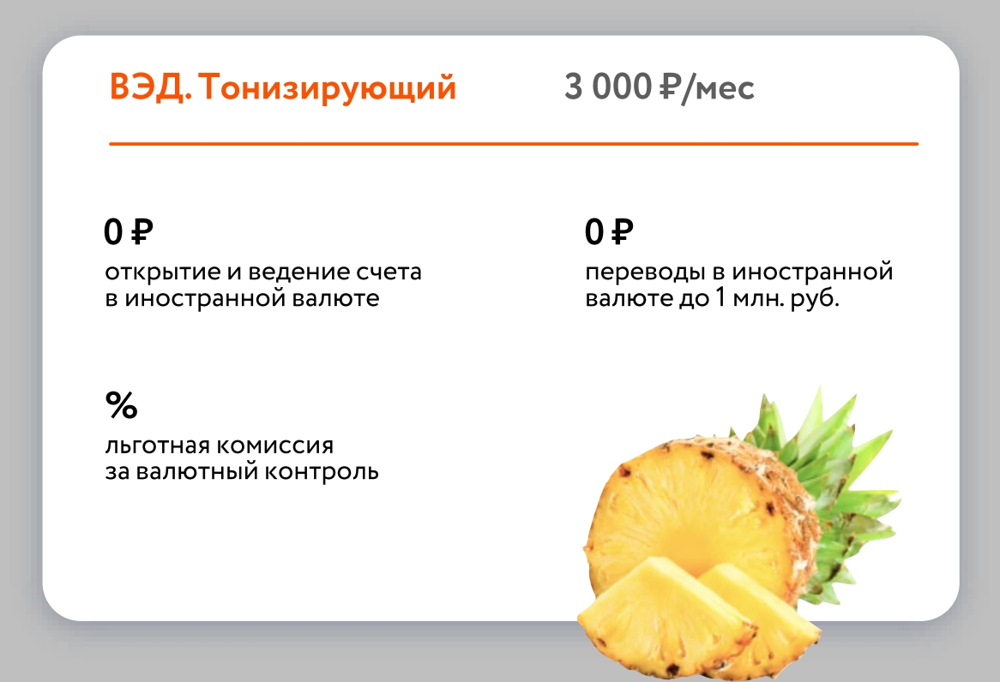 ВЭД. Тонизирующий 3 000 ₽/мес
0 ₽
открытие и ведение счета
в иностранной валюте
0 ₽
переводы в иностранной
валюте до 1 млн. руб.
%
льготная комиссия
за валютный контроль